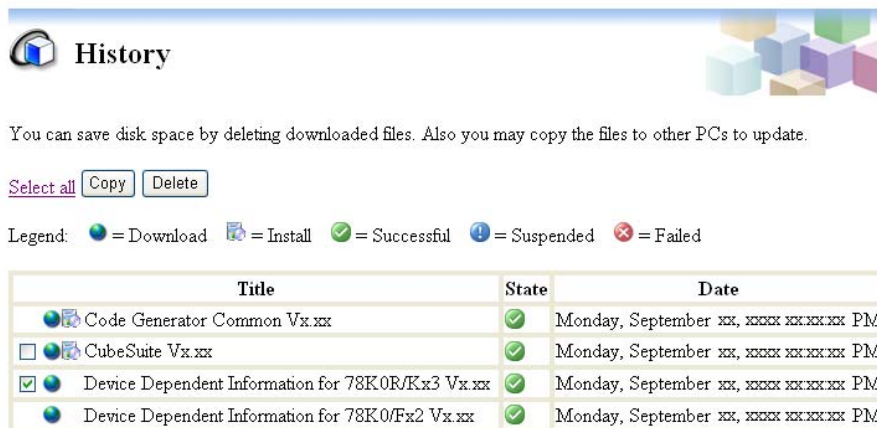 History
You can save disk space by deleting downloaded files. Also you may copy the files to other PCs to update.
Select all Copy Delete
Legend: = Download = Install = Successful = Suspended = Failed
Title State Date
Code Generator Common Vx.xx Monday, September xx, xxxx xx:xx:xx PM
CubeSuite Vx.xx Monday, September xx, xxxx xx:xx:xx PM
Device Dependent Information for 78K0R/Kx3 Vx.xx Monday, September xx, xxxx xx:xx:xx PM
Device Dependent Information for 78K0/Fx2 Vx.xx Monday, September xx, xxxx xx:xx:xx PM